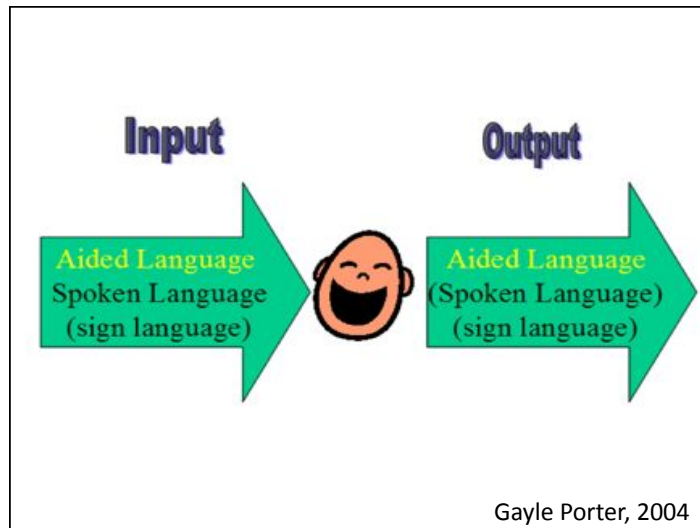 Input
Output
Aided Language
Spoken Language
(sign language)
Aided Language
(Spoken Language)
(sign language)
Gayle Porter, 2004